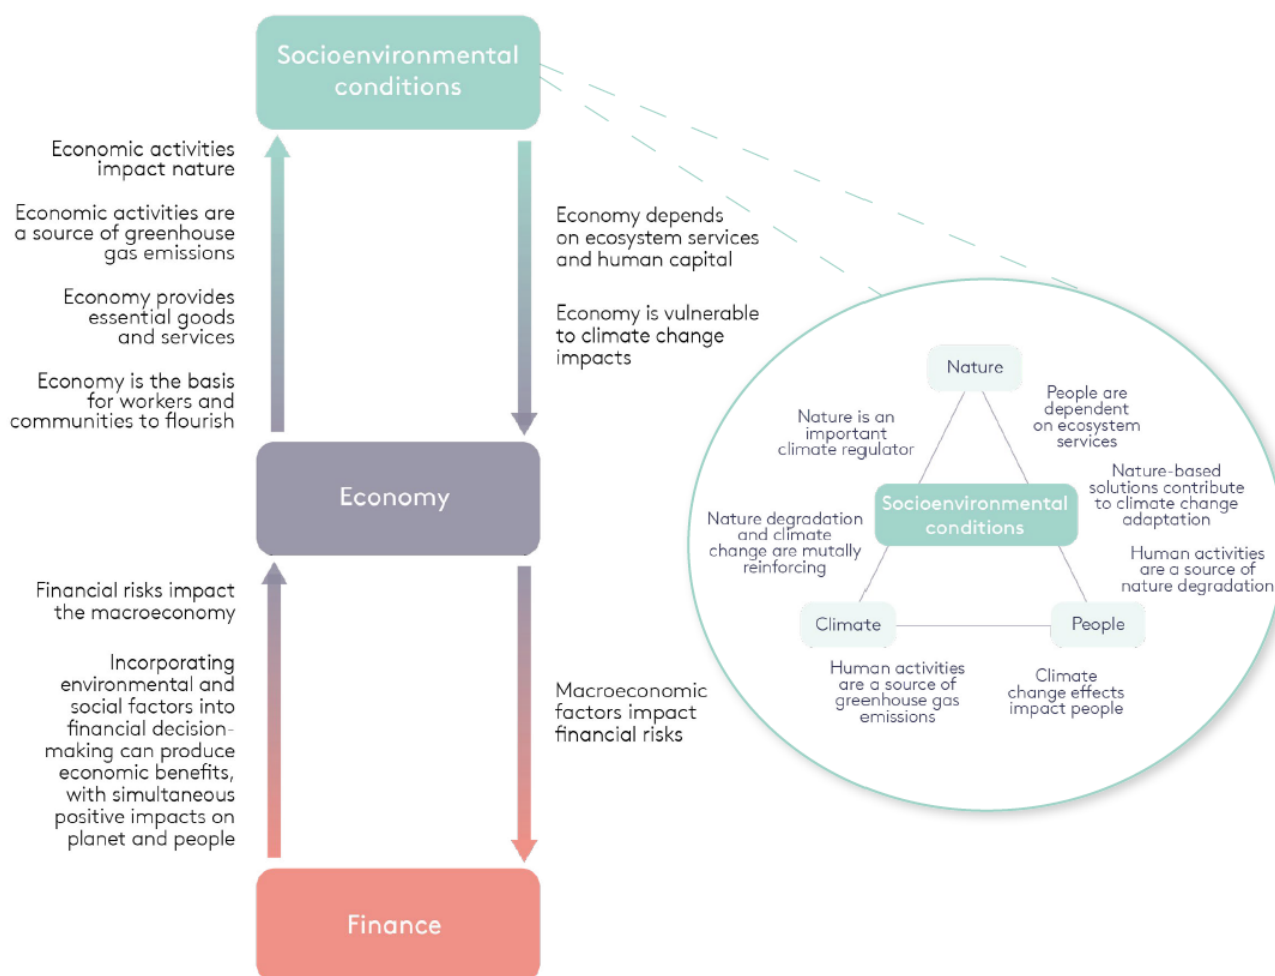 Socioenvironmental
conditions
Economic activities
impact nature
Economic activities are
a source of greenhouse
gas emissions
Economy provides
essential goods
and services
Economy is the basis
for workers and
communities to flourish
Economy depends
on ecosystem services
and human capital
Economy is vulnerable
to climate change
impacts
Economy
Financial risks impact
the macroeconomy
Incorporating
environmental and
social factors into
financial decision-
making can produce
economic benefits,
with simultaneous
positive impacts on
planet and people
Macroeconomic
factors impact
financial risks
Finance
Nature
Nature is an
important
climate regulator
People are
dependent
on ecosystem
services
Socioenvironmental
conditions
Nature-based
solutions contribute
to climate change
adaptation
Nature degradation
and climate
change are mutally
reinforcing
Human activities
are a source of
nature degradation
Climate
People
Human activities
are a source of
greenhouse gas
emissions
Climate
change effects
impact people